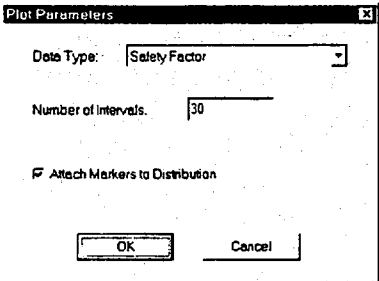 Plot Parameters
Data Type: Safety Factor
Number of Intervals. 30
Attach Markers to Distribution
OK Cancel